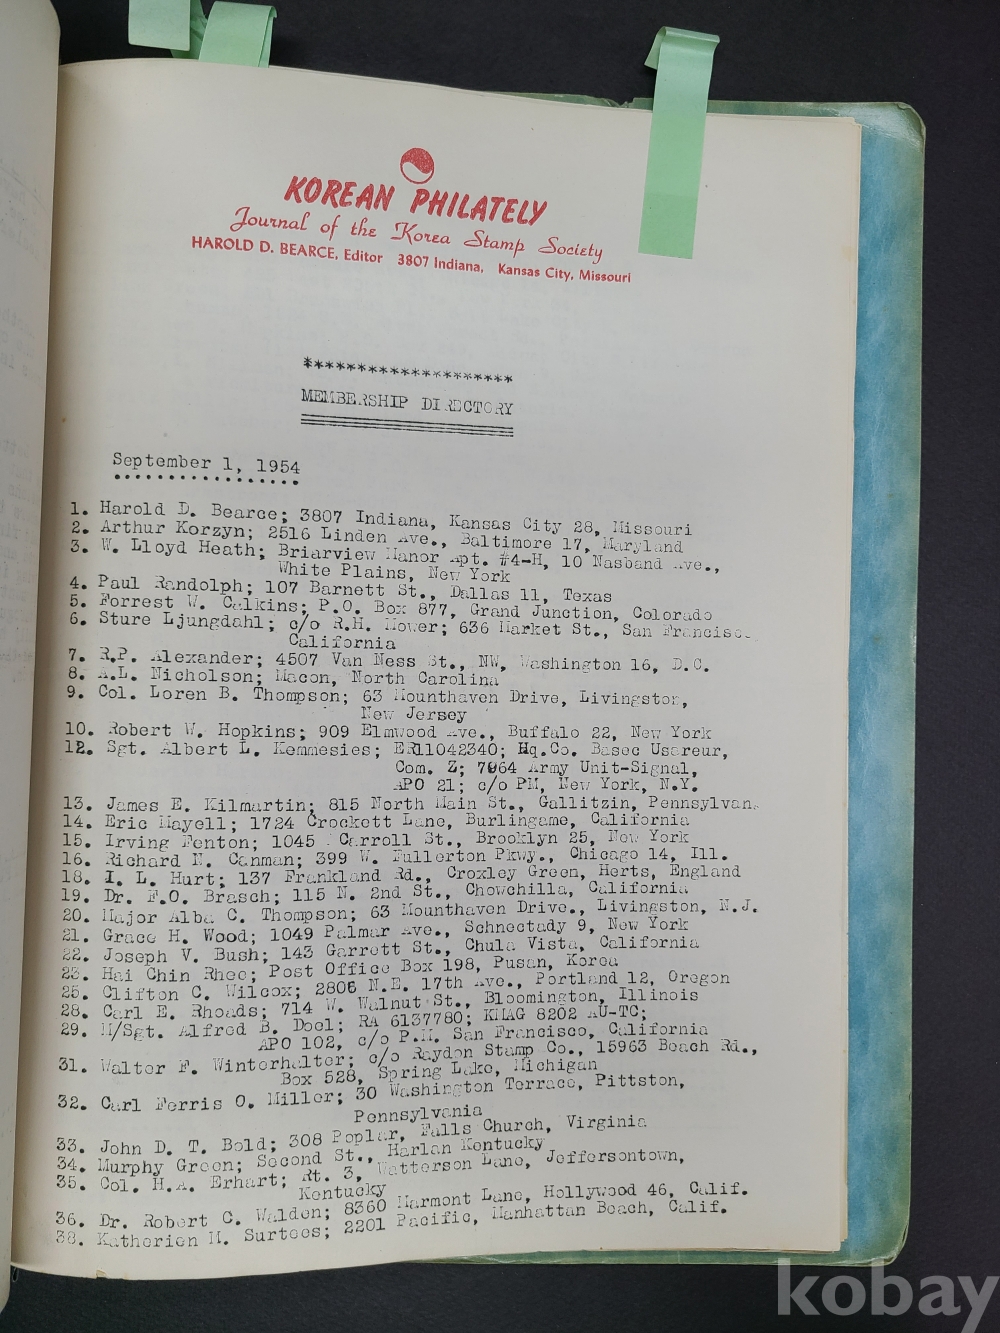 KOREAN PHILATELY
Journal of the Korea Stamp Society
HAROLD D. BEARCE, Editor 3807 Indiana, Kansas City, Missouri
********************
MEMBERSHIP DIRECTORY
September 1, 1954
1. Harold D. Bearce; 3807 Indiana, Kansas City 28, Missouri
2. Arthur Korzyn; 2516 Linden Ave., Baltimore 17, Maryland
3. W. Lloyd Heath; Briarview Manor Apt. #4-H, 10 Nasband Ave.,
White Plains, New York
4. Paul Randolph; 107 Barnett St., Dallas 11, Texas
5. Forrest W. Calkins; P.O. Box 877, Grand Junction, Colorado
6. Sture Ljungdahl; c/o R.H. Mower; 636 Market St., San Francisc
California
7. R.P. Alexander; 4507 Van Ness St., NW, Washington 16, D.C.
8. A.L. Nicholson; Macon, North Carolina
9. Col. Loren B. Thompson; 63 Mounthaven Drive, Livingston,
New Jersey
10. Robert W. Hopkins; 909 Elmwood Ave., Buffalo 22, New York
12. Sgt. Albert L. Kemmesies; ER11042340; Hq.Co. Basec Usareur,
Com. Z; 7964 Army Unit-Signal,
APO 21; c/o PM, New York, N.Y.
13. James E. Kilmartin; 815 North Main St., Gallitzin, Pennsylvan
14. Eric Mayell; 1724 Crockett Lane, Burlingame, California
15. Irving Fenton; 1045 Carroll St., Brooklyn 25, New York
16. Richard N. Canman; 399 W. Fullerton Pkwy., Chicago 14, Ill.
18. I. L. Hurt; 137 Frankland Rd., Croxley Green, Herts, England
19. Dr. F.O. Brasch; 115 N. 2nd St., Chowchilla, California
20. Major Alba C. Thompson; 63 Mounthaven Drive., Livingston, N.J.
21. Grace H. Wood; 1049 Palmar Ave., Schnectady 9, New York
22. Joseph V. Bush; 143 Garrett St., Chula Vista, California
23. Hai Chin Rhee; Post Office Box 198, Pusan, Korea
25. Clifton C. Wilcox; 2806 N.E. 17th Ave., Portland 12, Oregon
28. Carl E. Rhoads; 714 W. Walnut St., Bloomington, Illinois
29. M/Sgt. Alfred B. Doel; RA 6137780; KMAG 8202 AU-TC;
APO 102, c/o P.M. San Francisco, California
31. Walter F. Winterhalter; c/o Raydon Stamp Co., 15963 Beach Rd.,
Box 528, Spring Lake, Michigan
32. Carl Ferris O. Miller; 30 Washington Terrace, Pittston,
Pennsylvania
33. John D. T. Bold; 308 Poplar, Falls Church, Virginia
34. Murphy Green; Second St., Harlan Kentucky
35. Col. H.A. Erhart; Rt. 3, Watterson Lane, Jeffersontown,
Kentucky
36. Dr. Robert C. Walden; 8360 Marmont Lane, Hollywood 46, Calif.
38. Katherien M. Surtees; 2201 Pacific, Manhattan Beach, Calif.
kobay